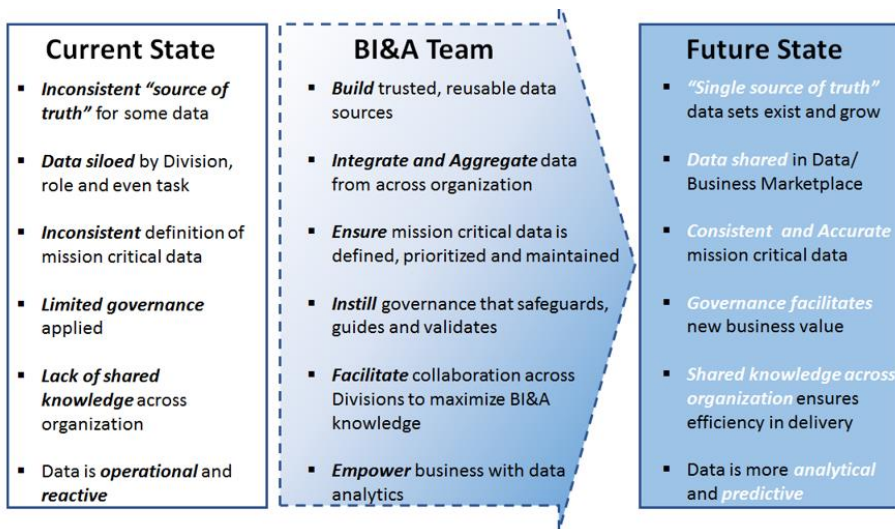 Current State
▪ Inconsistent “source of
truth” for some data
▪ Data siloed by Division,
role and even task
▪ Inconsistent definition of
mission critical data
▪ Limited governance
applied
▪ Lack of shared
knowledge across
organization
▪ Data is operational and
reactive
BI&A Team
▪ Build trusted, reusable data
sources
▪ Integrate and Aggregate data
from across organization
▪ Ensure mission critical data is
defined, prioritized and maintained
▪ Instill governance that safeguards,
guides and validates
▪ Facilitate collaboration across
Divisions to maximize BI&A
knowledge
▪ Empower business with data
analytics
Future State
▪ “Single source of truth”
data sets exist and grow
▪ Data shared in Data/
Business Marketplace
▪ Consistent and Accurate
mission critical data
▪ Governance facilitates
new business value
▪ Shared knowledge across
organization ensures
efficiency in delivery
▪ Data is more analytical
and predictive